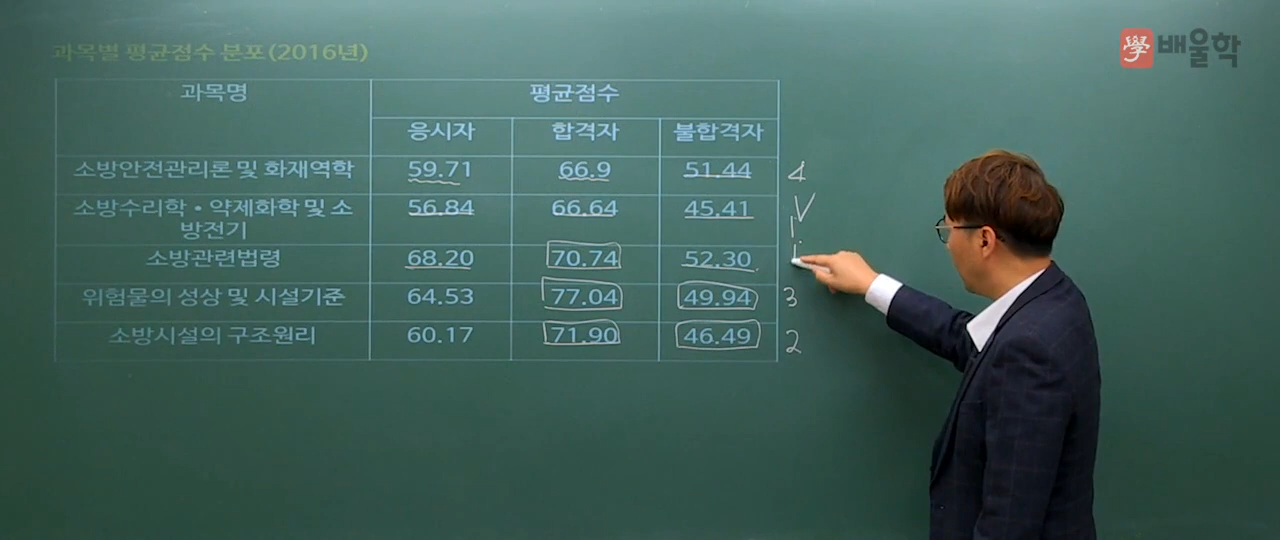 과목별 평균점수 분포(2016년)
學 배울학
과목명 평균점수
응시자 합격자 불합격자
소방안전관리론 및 화재역학 59.71 66.9 51.44 4
소방수리학・약제화학 및 소방전기 56.84 66.64 45.41
소방관련법령 68.20 70.74 52.30
위험물의 성상 및 시설기준 64.53 77.04 49.94 3
소방시설의 구조원리 60.17 71.90 46.49 2